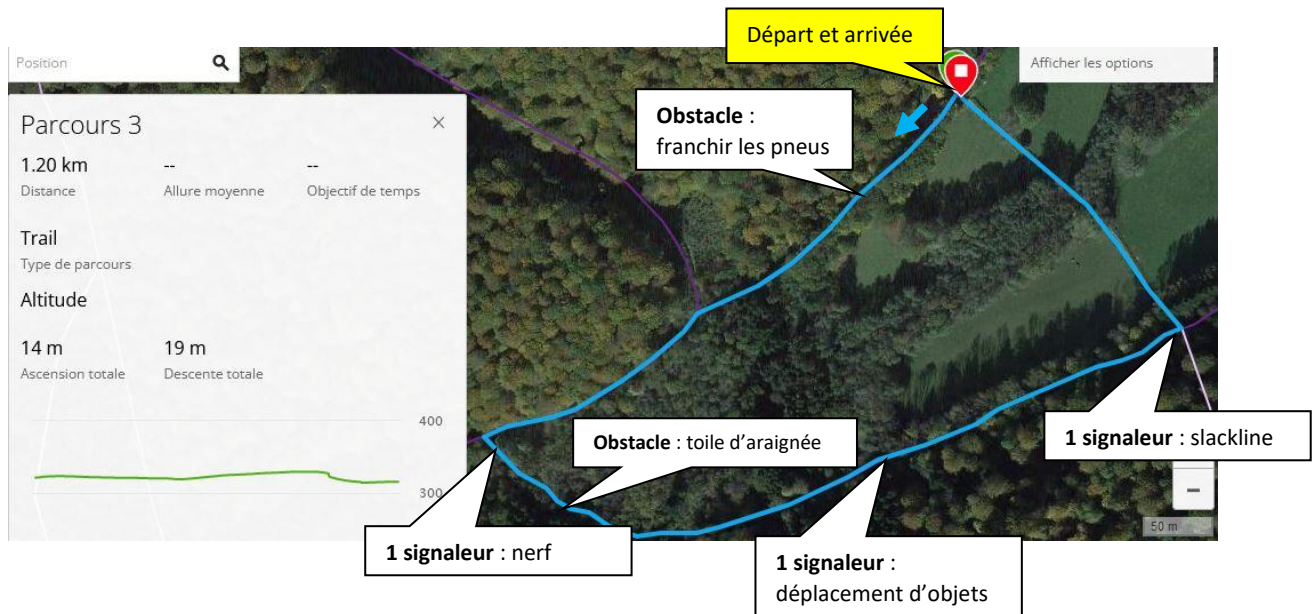 Départ et arrivée
Position
Afficher les options
Parcours 3
×
1.20 km
--
--
Distance
Allure moyenne
Objectif de temps
Obstacle :
franchir les pneus
Trail
Type de parcours
Altitude
14 m
19 m
Ascension totale
Descente totale
400
300
Obstacle : toile d’araignée
1 signaleur : slackline
−
50 m
1 signaleur : nerf
1 signaleur :
déplacement d’objets